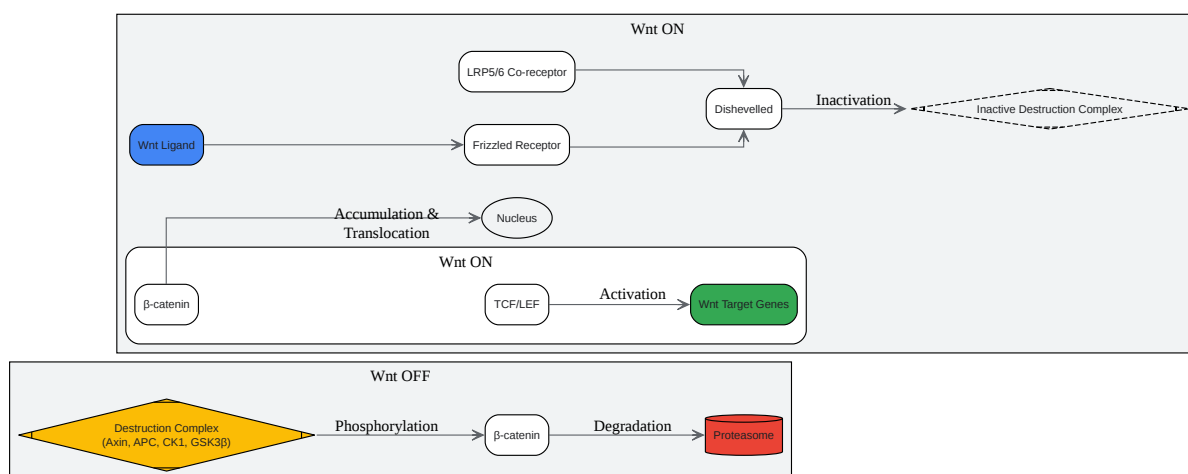 Wnt ON
LRP5/6 Co-receptor
Dishevelled
Inactivation
Inactive Destruction Complex
Wnt Ligand
Frizzled Receptor
Accumulation &
Translocation
Nucleus
Wnt ON
β-catenin
TCF/LEF
Activation
Wnt Target Genes
Wnt OFF
Destruction Complex
(Axin, APC, CK1, GSK3β)
Phosphorylation
β-catenin
Degradation
Proteasome